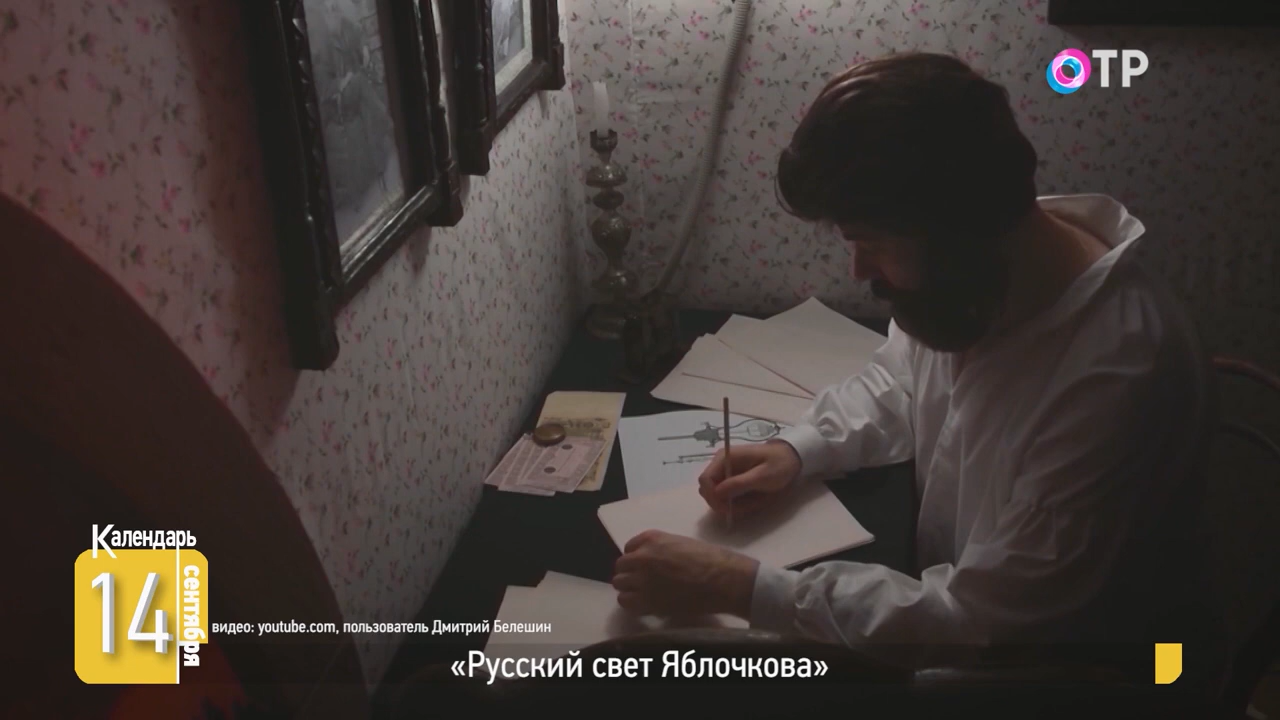 ОТР
Календарь
14
сентября
видео: youtube.com, пользователь Дмитрий Белешин
«Русский свет Яблочкова»